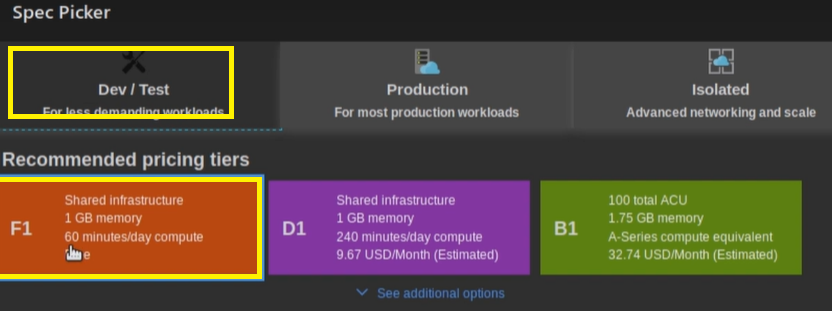 Spec Picker
Dev / Test
For less demanding workloads
Production
For most production workloads
Isolated
Advanced networking and scale
Recommended pricing tiers
F1
Shared infrastructure
1 GB memory
60 minutes/day compute
D1
Shared infrastructure
1 GB memory
240 minutes/day compute
9.67 USD/Month (Estimated)
B1
100 total ACU
1.75 GB memory
A-Series compute equivalent
32.74 USD/Month (Estimated)
See additional options